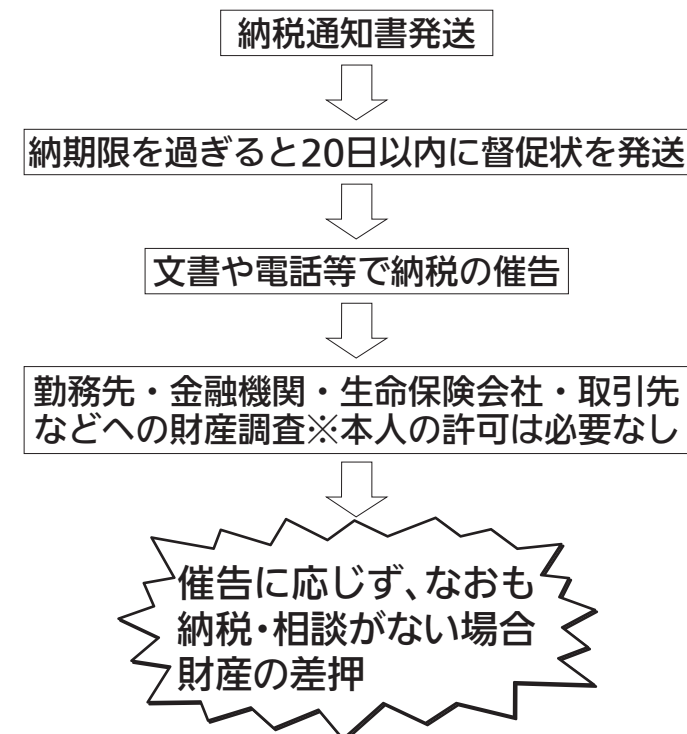 納税通知書発送
納期限を過ぎると20日以内に督促状を発送
文書や電話等で納税の催告
勤務先・金融機関・生命保険会社・取引先
などへの財産調査※本人の許可は必要なし
催告に応じず、なおも
納税・相談がない場合
財産の差押